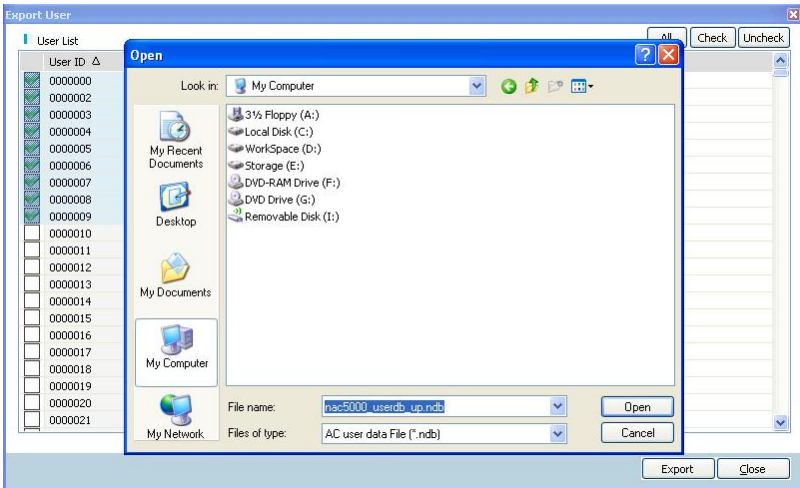 Export User
User List
All
Check
Uncheck
User ID
Open
Look in:
My Computer
0000000
0000002
0000003
0000004
0000005
0000006
0000007
0000008
0000009
0000010
0000011
0000012
0000013
0000014
0000015
0000016
0000017
0000018
0000019
0000020
0000021
My Recent
Documents
Desktop
My Documents
My Computer
My Network
3½ Floppy (A:)
Local Disk (C:)
WorkSpace (D:)
Storage (E:)
DVD-RAM Drive (F:)
DVD Drive (G:)
Removable Disk (I:)
File name:
nac5000_userdb_up.ndb
Open
Files of type:
AC user data File (*.ndb)
Cancel
Export
Close